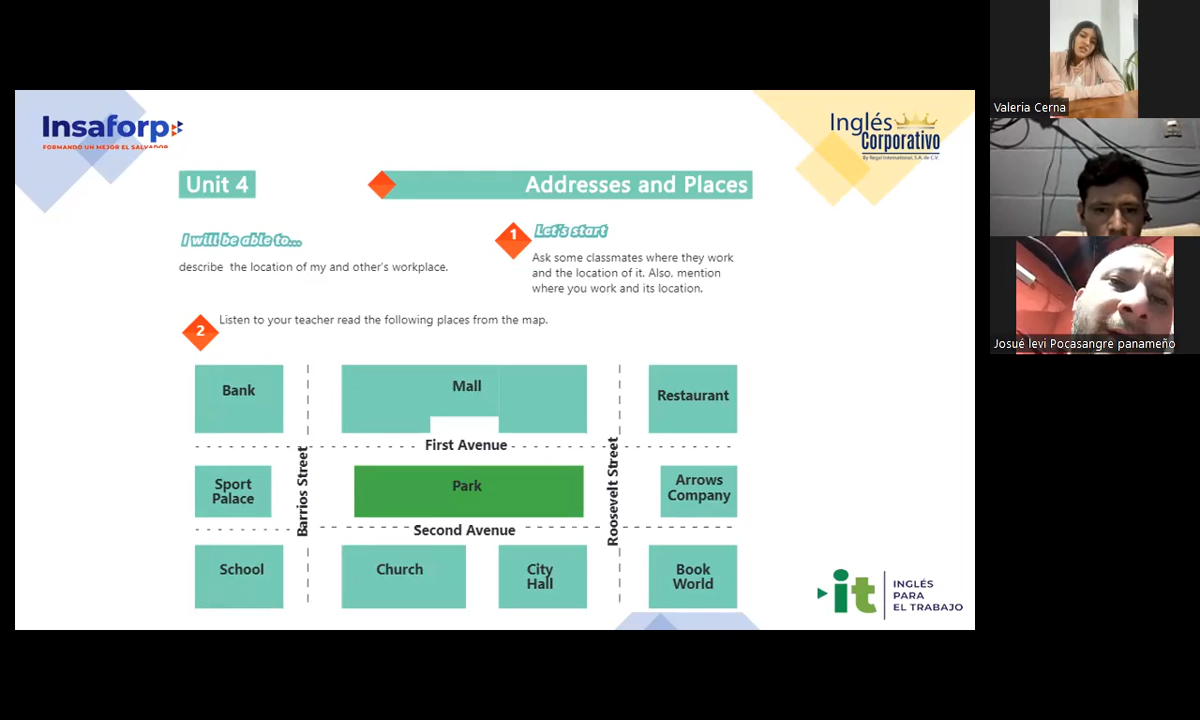 Insaforp
FORMANDO UN MEJOR EL SALVADOR
Inglés
Corporativo
By Regal International, S.A. de C.V.
Unit 4
Addresses and Places
I will be able to...
describe the location of my and other's workplace.
1
Let's start
Ask some classmates where they work
and the location of it. Also, mention
where you work and its location.
2
Listen to your teacher read the following places from the map.
Bank
Mall
Restaurant
First Avenue
Sport
Palace
Barrios Street
Park
Roosevelt Street
Arrows
Company
Second Avenue
School
Church
City
Hall
Book
World
it
INGLÉS
PARA
EL TRABAJO
Valeria Cerna
Josué levi Pocasangre panameño